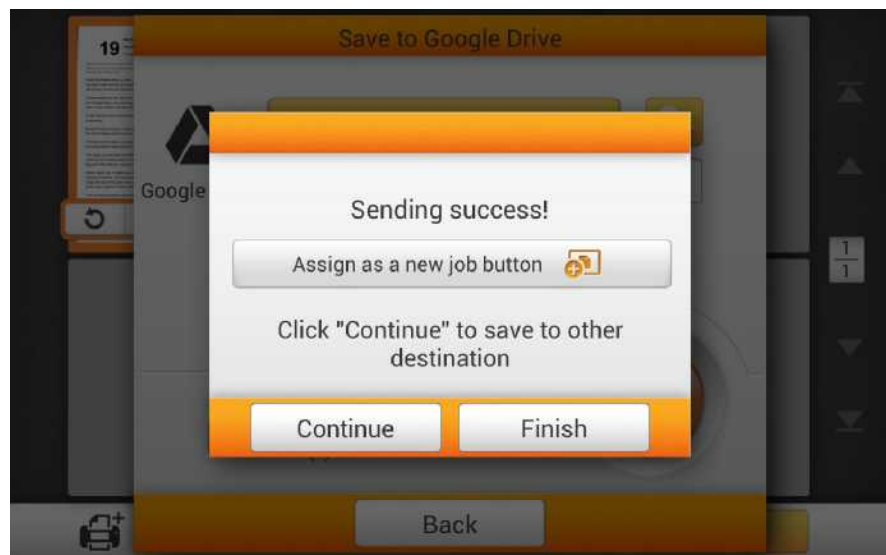 19
Save to Google Drive
Google
Sending success!
Assign as a new job button
Click "Continue" to save to other
destination
Continue
Finish
Back
1
1